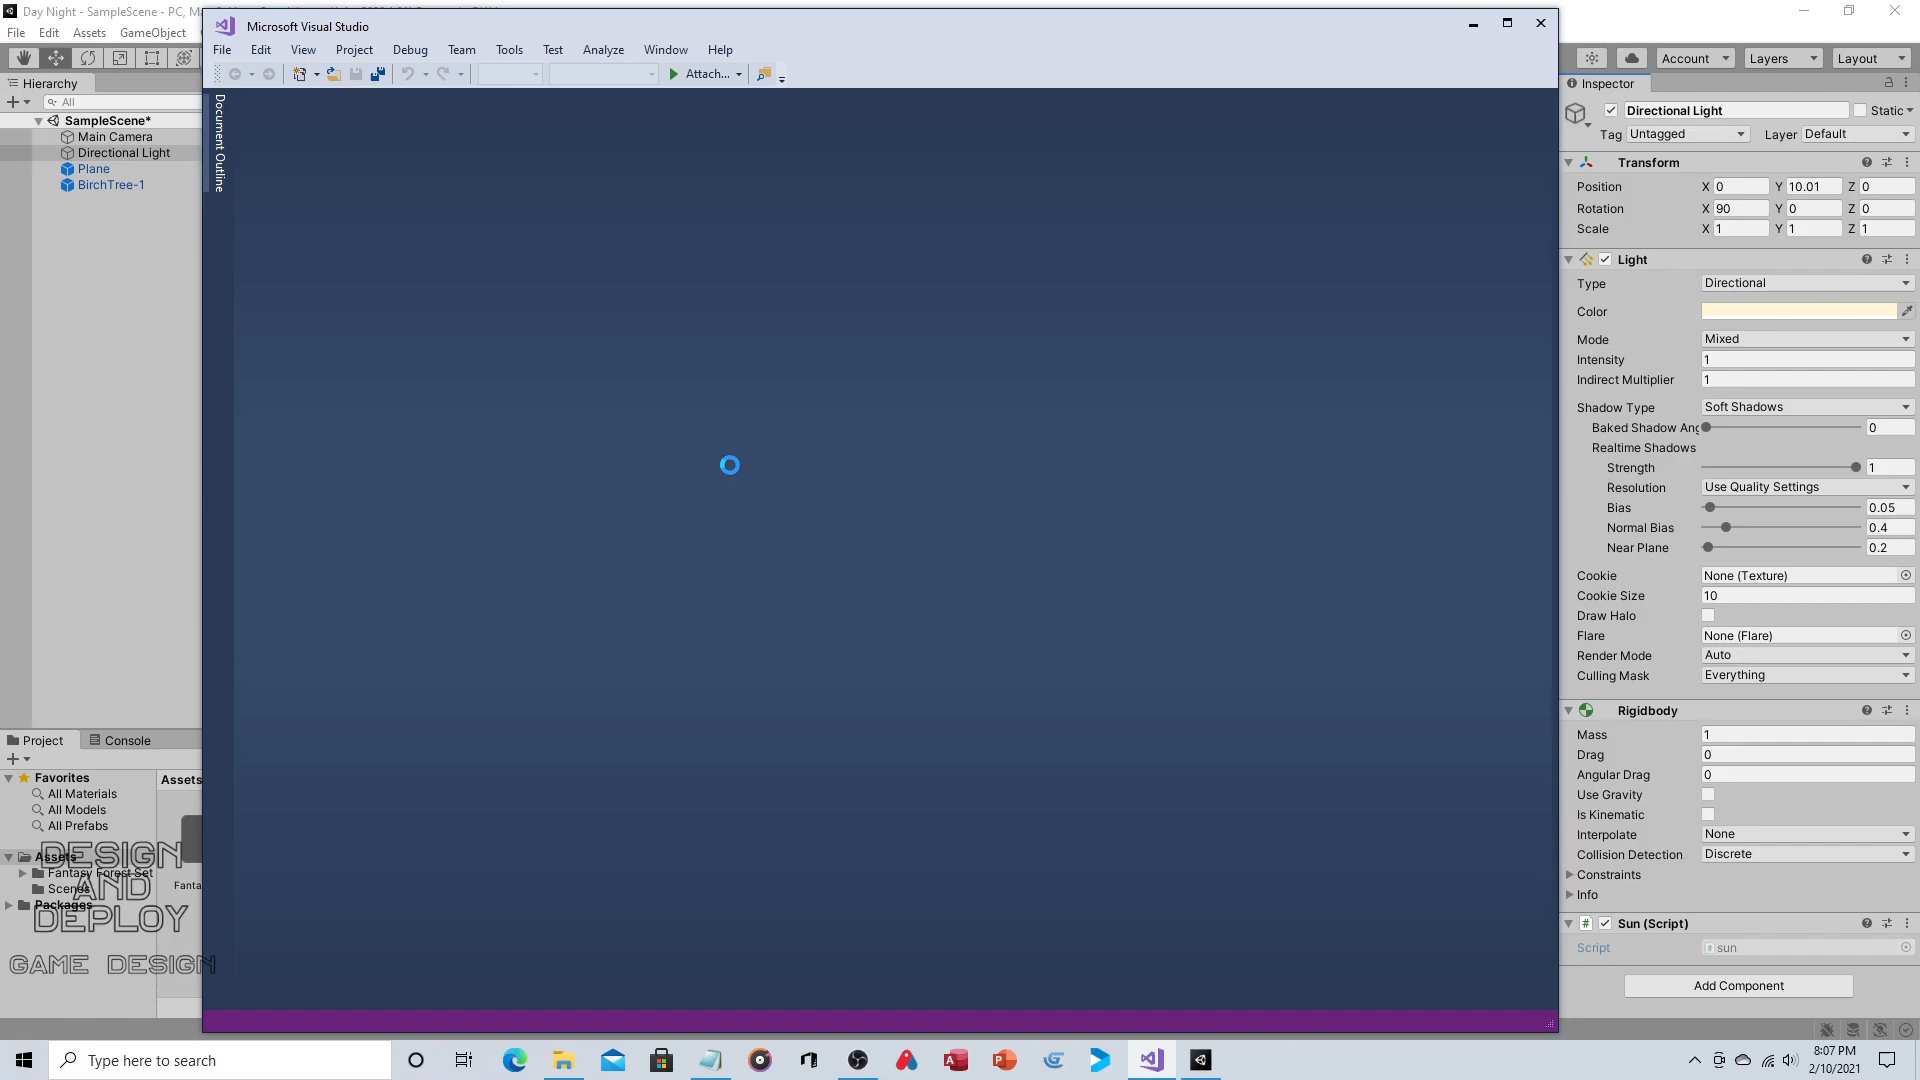 Day Night - SampleScene - PC, M
File Edit Assets GameObject
Microsoft Visual Studio
File Edit View Project Debug Team Tools Test Analyze Window Help
Attach...
Document Outline
Account Layers Layout
Hierarchy
All
SampleScene*
Main Camera
Directional Light
Plane
BirchTree-1
Inspector
Directional Light Static
Tag Untagged Layer Default
Transform
Position X 0 Y 10.01 Z 0
Rotation X 90 Y 0 Z 0
Scale X 1 Y 1 Z 1
Light
Type Directional
Color
Mode Mixed
Intensity 1
Indirect Multiplier 1
Shadow Type Soft Shadows
Baked Shadow Ang 0
Realtime Shadows
Strength 1
Resolution Use Quality Settings
Bias 0.05
Normal Bias 0.4
Near Plane 0.2
Cookie None (Texture)
Cookie Size 10
Draw Halo
Flare None (Flare)
Render Mode Auto
Culling Mask Everything
Rigidbody
Mass 1
Drag 0
Angular Drag 0
Use Gravity
Is Kinematic
Interpolate None
Collision Detection Discrete
Constraints
Info
Sun (Script)
Script sun
Add Component
Project Console
Favorites
All Materials
All Models
All Prefabs
Assets
Fantasy Forest Set
Scenes
Packages
Assets
Fanta
DESIGN
AND
DEPLOY
GAME DESIGN
Type here to search
8:07 PM
2/10/2021